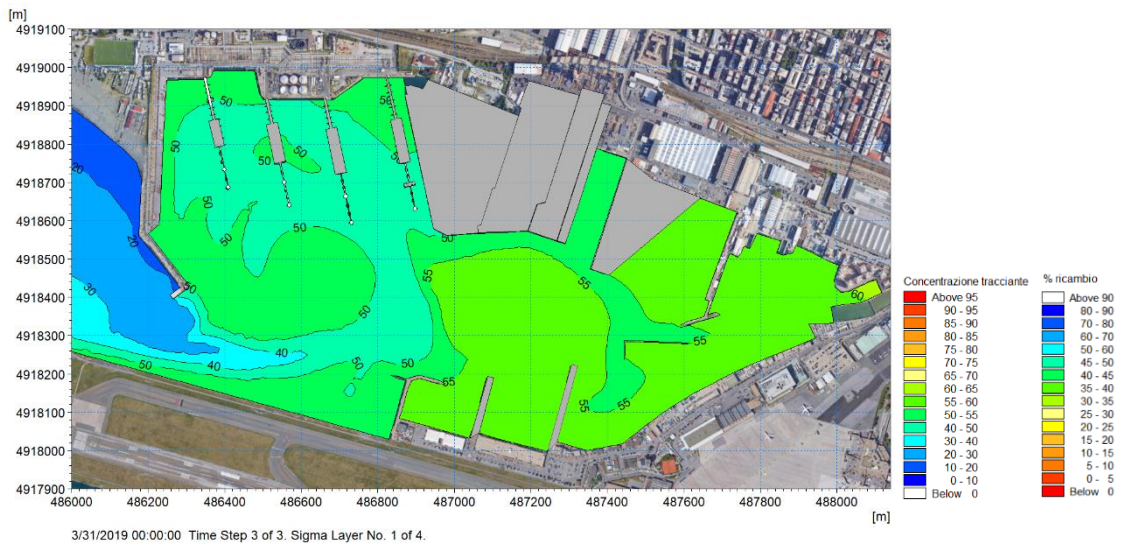 [m]
4919100
4919000
4918900
4918800
4918700
4918600
4918500
4918400
4918300
4918200
4918100
4918000
4917900
486000 486200 486400 486600 486800 487000 487200 487400 487600 487800 488000
[m]
50
50
50
50
50
50
20
50
50
50
50
20
55
55
50
60
30
40
40
50
50
55
55
55
55
Concentrazione tracciante
Above 95
90 - 95
85 - 90
80 - 85
75 - 80
70 - 75
65 - 70
60 - 65
55 - 60
50 - 55
40 - 50
30 - 40
20 - 30
10 - 20
0 - 10
Below 0
% ricambio
Above 90
80 - 90
70 - 80
60 - 70
50 - 60
45 - 50
40 - 45
35 - 40
30 - 35
25 - 30
20 - 25
15 - 20
10 - 15
5 - 10
0 - 5
Below 0
3/31/2019 00:00:00 Time Step 3 of 3. Sigma Layer No. 1 of 4.